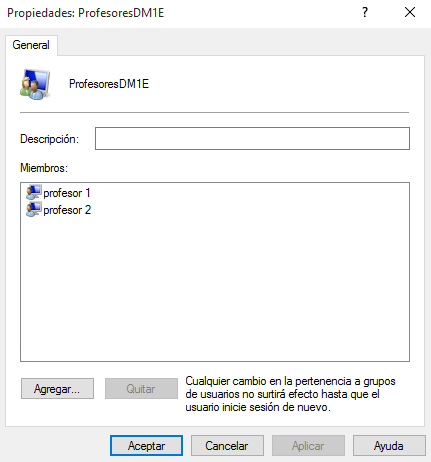 Propiedades: ProfesoresDM1E
?
General
ProfesoresDM1E
Descripción:
Miembros:
profesor 1
profesor 2
Agregar...
Quitar
Cualquier cambio en la pertenencia a grupos
de usuarios no surtirá efecto hasta que el
usuario inicie sesión de nuevo.
Aceptar
Cancelar
Aplicar
Ayuda